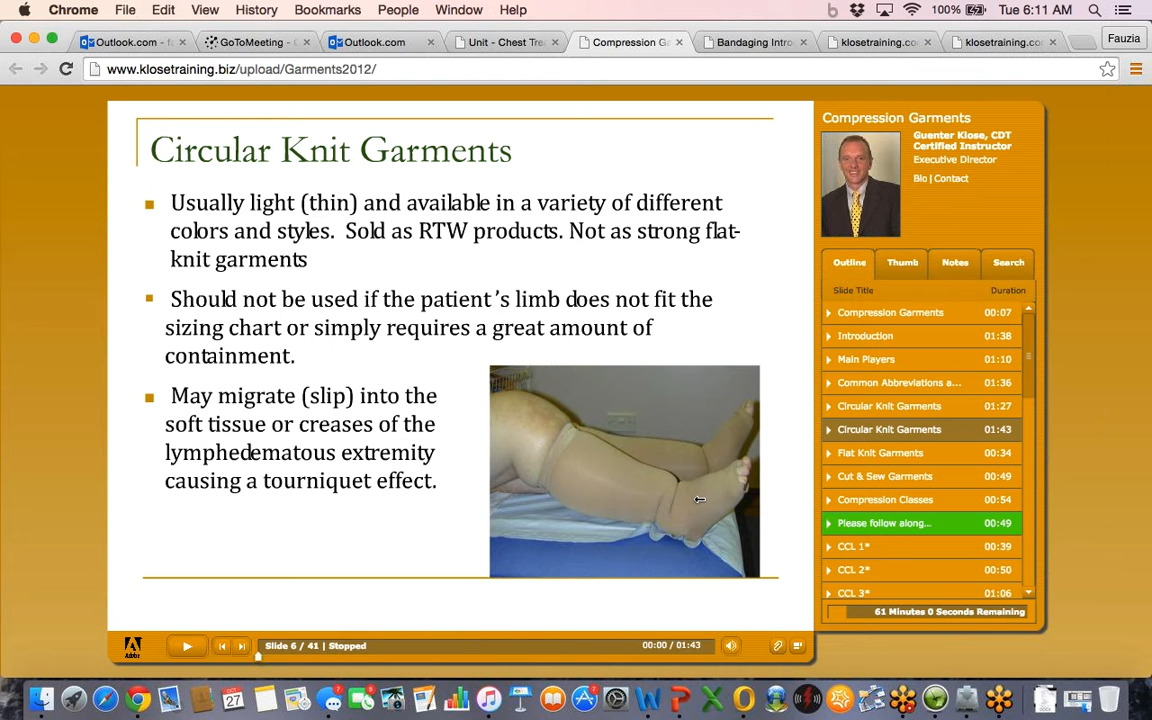 Chrome File Edit View History Bookmarks People Window Help
100% Tue 6:11 AM
Outlook.com - f GoToMeeting - C Outlook.com Unit - Chest Tre Compression Ga Bandaging Intro klosetraining.co klosetraining.co Fauzia
www.klosetraining.biz/upload/Garments2012/
Circular Knit Garments
Usually light (thin) and available in a variety of different
colors and styles. Sold as RTW products. Not as strong flat-
knit garments
Should not be used if the patient 's limb does not fit the
sizing chart or simply requires a great amount of
containment.
May migrate (slip) into the
soft tissue or creases of the
lymphedematous extremity
causing a tourniquet effect.
Compression Garments
Guenter Klose, CDT
Certified Instructor
Executive Director
Bio | Contact
Outline Thumb Notes Search
Slide Title Duration
Compression Garments 00:07
Introduction 01:38
Main Players 01:10
Common Abbreviations a... 01:36
Circular Knit Garments 01:27
Circular Knit Garments 01:43
Flat Knit Garments 00:34
Cut & Sew Garments 00:49
Compression Classes 00:54
Please follow along... 00:49
CCL 1* 00:39
CCL 2* 00:50
CCL 3* 01:06
61 Minutes 0 Seconds Remaining
Adobe
Slide 6 / 41 | Stopped 00:00 / 01:43
OCT
27